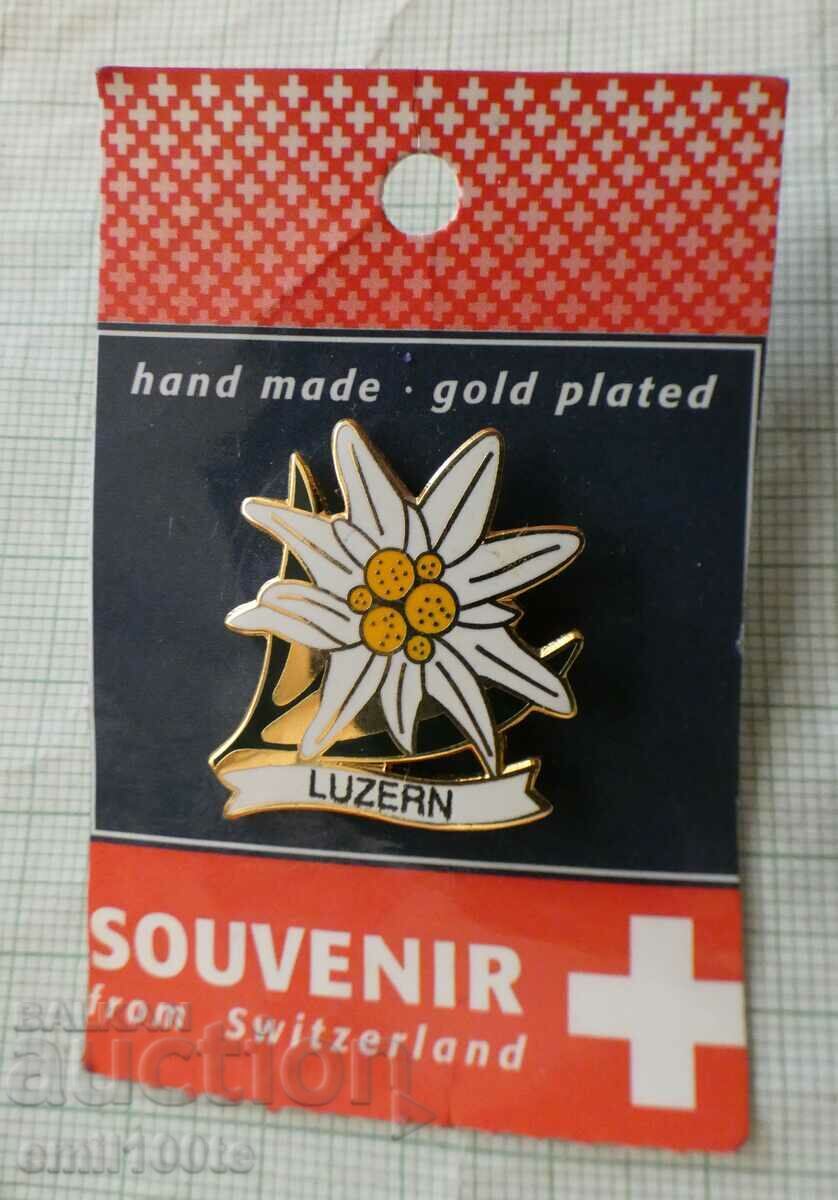 hand made · gold plated
LUZERN
SOUVENIR
from Switzerland
BALKAN
auction
emil100te